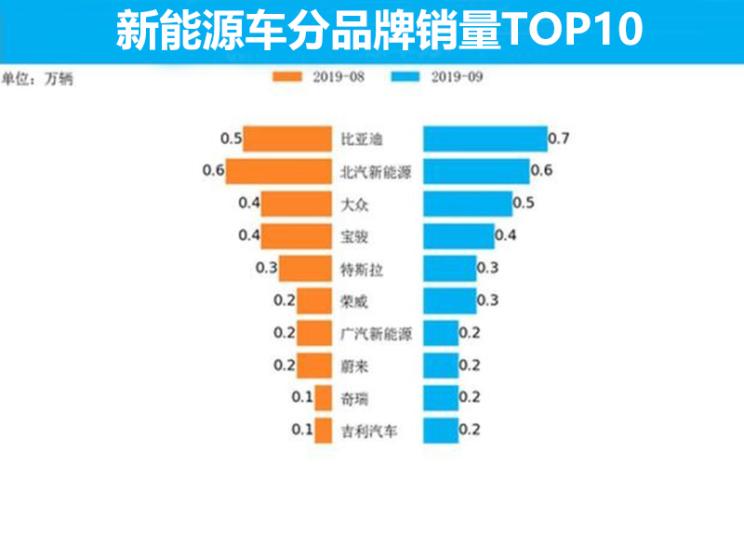 新能源车分品牌销量TOP10
单位：万辆
2019-08 2019-09
0.5 比亚迪 0.7
0.6 北汽新能源 0.6
0.4 大众 0.5
0.4 宝骏 0.4
0.3 特斯拉 0.3
0.2 荣威 0.3
0.2 广汽新能源 0.2
0.2 蔚来 0.2
0.1 奇瑞 0.2
0.1 吉利汽车 0.2